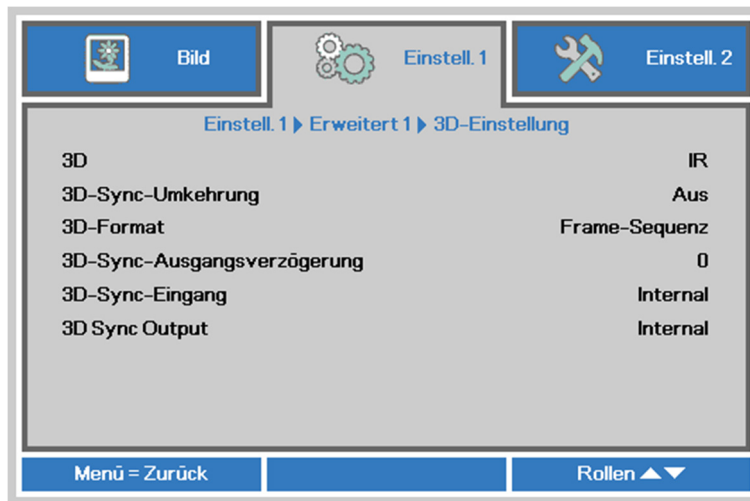 Bild
Einstell. 1
Einstell. 2
Einstell. 1 ▶ Erweitert 1 ▶ 3D-Einstellung
3D IR
3D-Sync-Umkehrung Aus
3D-Format Frame-Sequenz
3D-Sync-Ausgangsverzögerung 0
3D-Sync-Eingang Internal
3D Sync Output Internal
Menü = Zurück
Rollen ▲▼